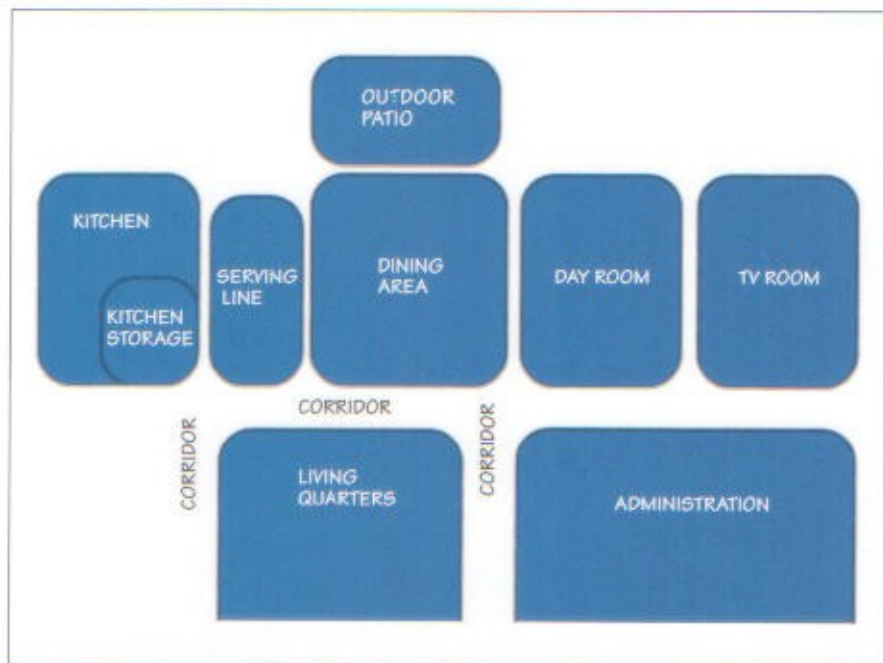 OUTDOOR
PATIO
KITCHEN
KITCHEN
STORAGE
SERVING
LINE
DINING
AREA
DAY ROOM
TV ROOM
CORRIDOR
CORRIDOR
CORRIDOR
LIVING
QUARTERS
ADMINISTRATION